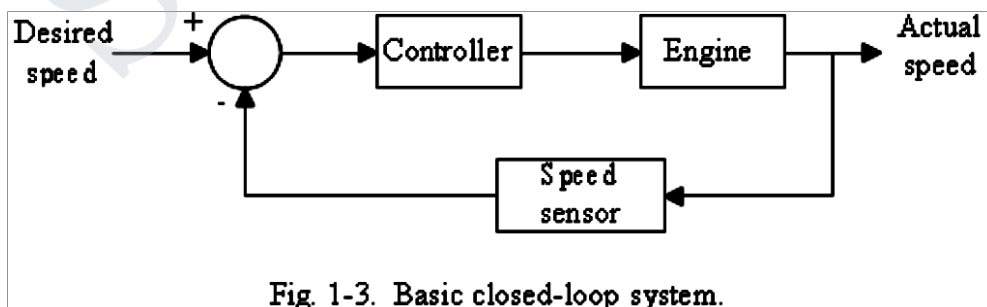 Desired
speed
+
-
Controller
Engine
Actual
speed
Speed
sensor
Fig. 1-3. Basic closed-loop system.